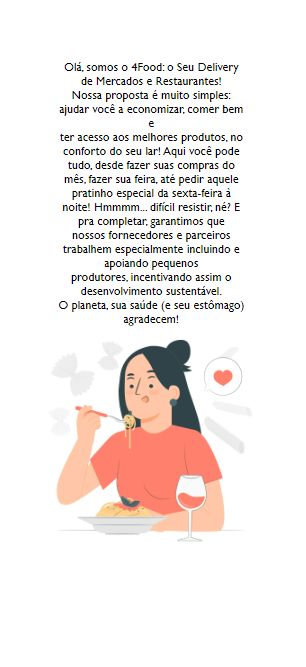 Olá, somos o 4Food: o Seu Delivery
de Mercados e Restaurantes!
Nossa proposta é muito simples:
ajudar você a economizar, comer bem
e
ter acesso aos melhores produtos, no
conforto do seu lar! Aqui você pode
tudo, desde fazer suas compras do
mês, fazer sua feira, até pedir aquele
pratinho especial da sexta-feira à
noite! Hmmmm... difícil resistir, né? E
pra completar, garantimos que
nossos fornecedores e parceiros
trabalhem especialmente incluindo e
apoiando pequenos
produtores, incentivando assim o
desenvolvimento sustentável.
O planeta, sua saúde (e seu estômago)
agradecem!